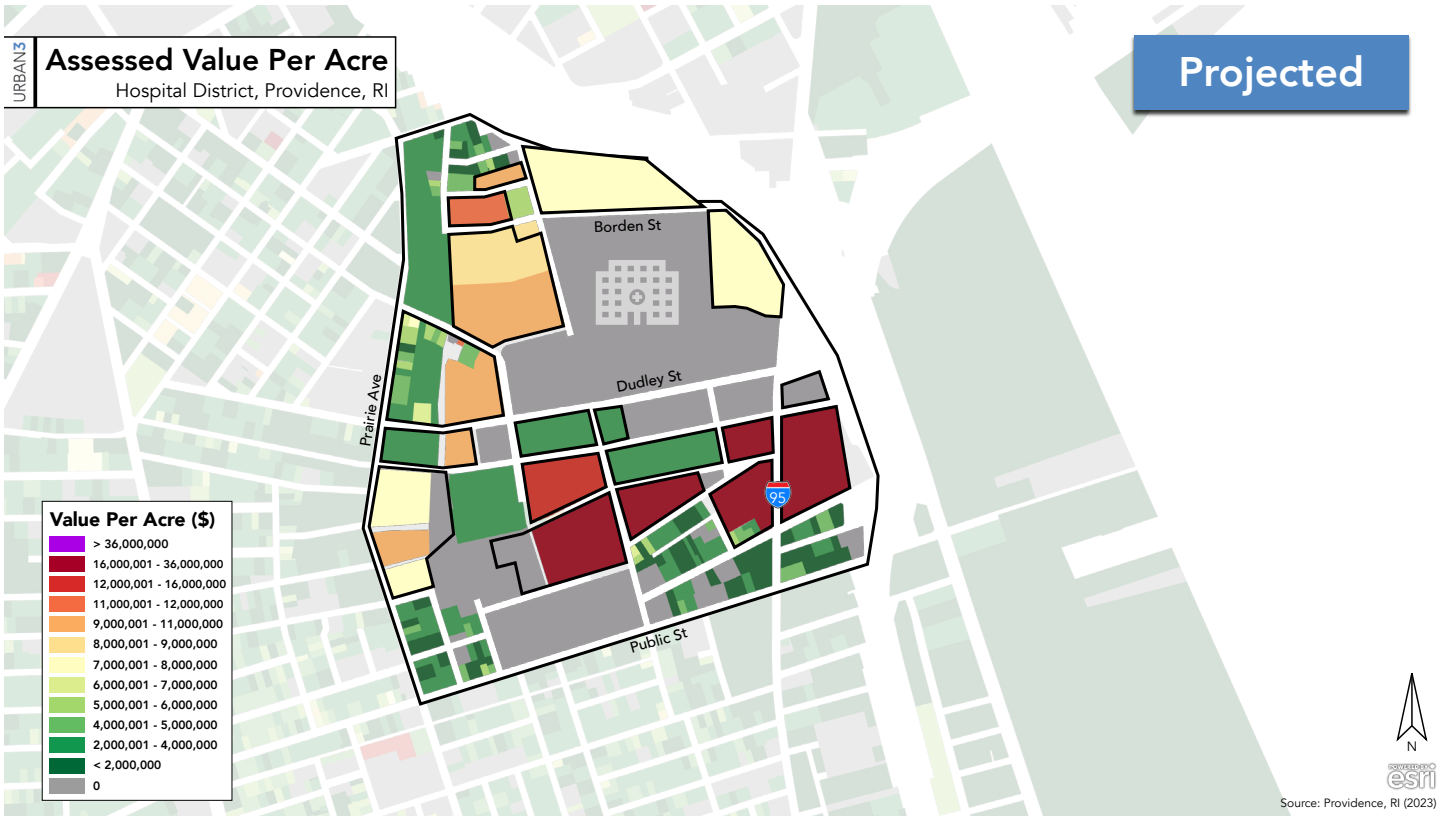 URBAN3
Assessed Value Per Acre
Hospital District, Providence, RI
Projected
Borden St
Dudley St
Prairie Ave
95
Public St
Value Per Acre ($)
> 36,000,000
16,000,001 - 36,000,000
12,000,001 - 16,000,000
11,000,001 - 12,000,000
9,000,001 - 11,000,000
8,000,001 - 9,000,000
7,000,001 - 8,000,000
6,000,001 - 7,000,000
5,000,001 - 6,000,000
4,000,001 - 5,000,000
2,000,001 - 4,000,000
< 2,000,000
0
N
POWERED BY
esri
Source: Providence, RI (2023)